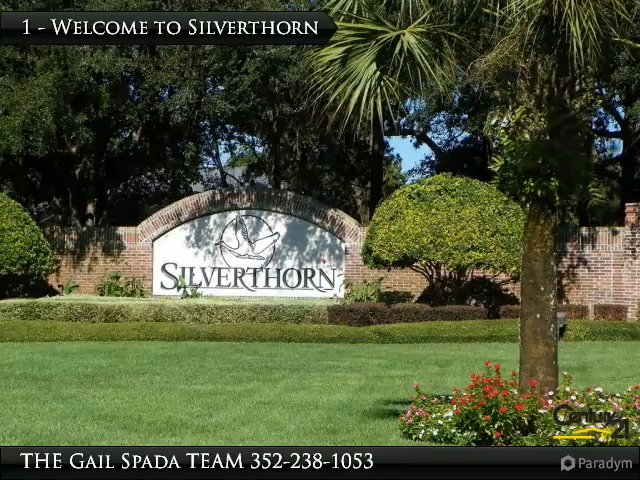 1 - Welcome to Silverthorn
SILVERTHORN
Century 21
THE Gail Spada TEAM 352-238-1053
Paradym